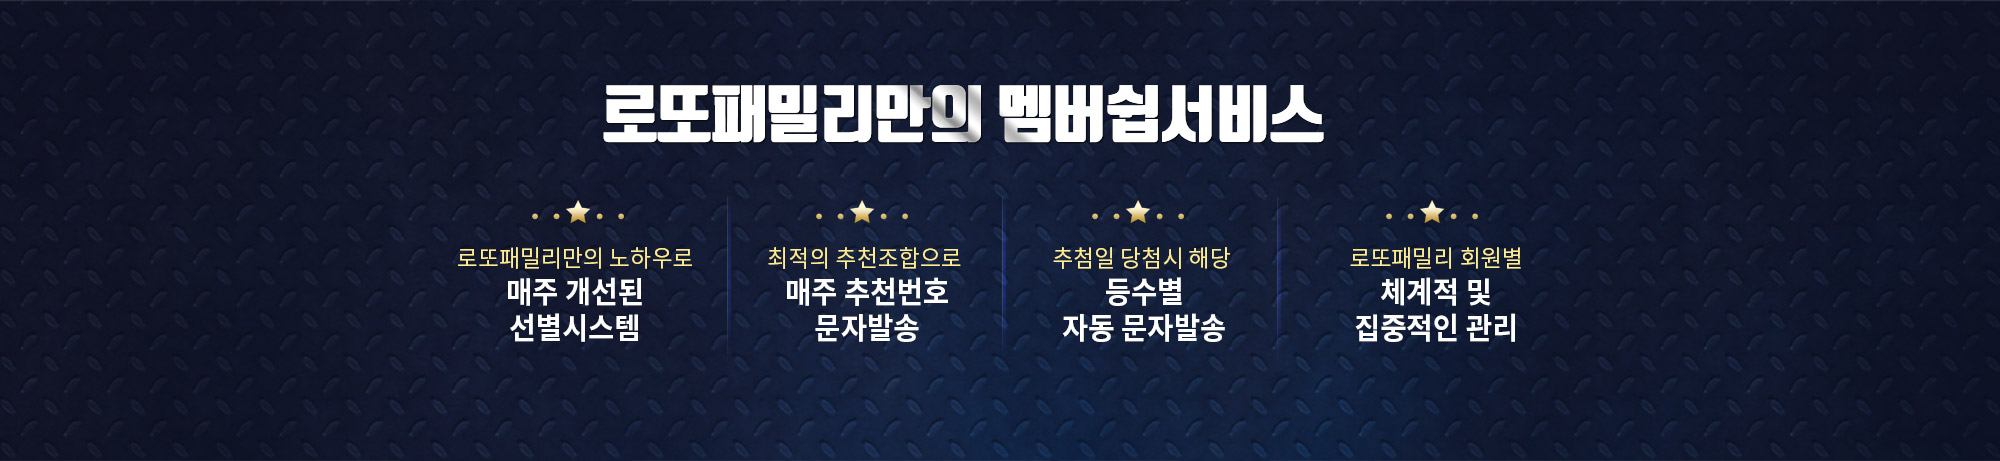 로또패밀리만의 멤버쉽서비스
로또패밀리만의 노하우로
매주 개선된
선별시스템
최적의 추천조합으로
매주 추천번호
문자발송
추첨일 당첨시 해당
등수별
자동 문자발송
로또패밀리 회원별
체계적 및
집중적인 관리